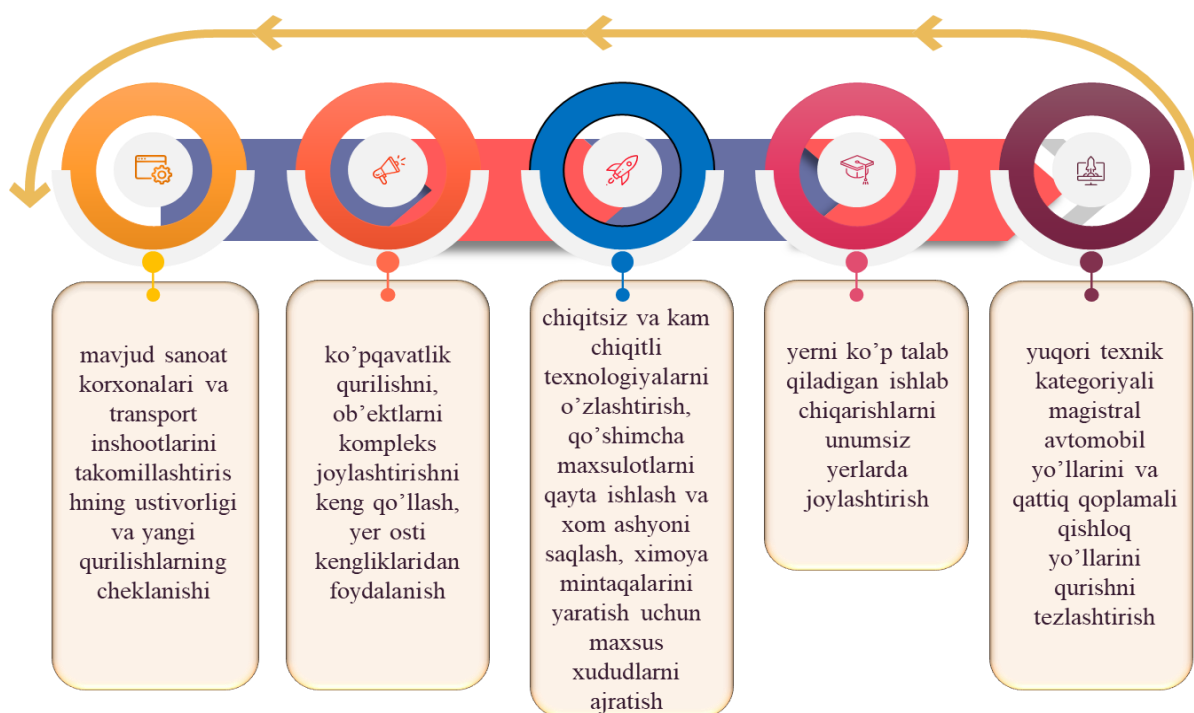 mavjud sanoat
korxonalari va
transport
inshootlarini
takomillashtiris
hning ustivorligi
va yangi
qurilishlarning
cheklanishi
ko’pqavatlik
qurilishni,
ob’ektlarni
kompleks
joylashtirishni
keng qo’llash,
yer osti
kengliklaridan
foydalanish
chiqitsiz va kam
chiqitli
texnologiyalarni
o’zlashtirish,
qo’shimcha
maxsulotlarni
qayta ishlash va
xom ashyoni
saqlash, ximoya
mintaqalarini
yaratish uchun
maxsus
xududlarni
ajratish
yerni ko’p talab
qiladigan ishlab
chiqarishlarni
unumsiz
yerlarda
joylashtirish
yuqori texnik
kategoriyali
magistral
avtomobil
yo’llarini va
qattiq qoplamali
qishloq
yo’llarini
qurishni
tezlashtirish